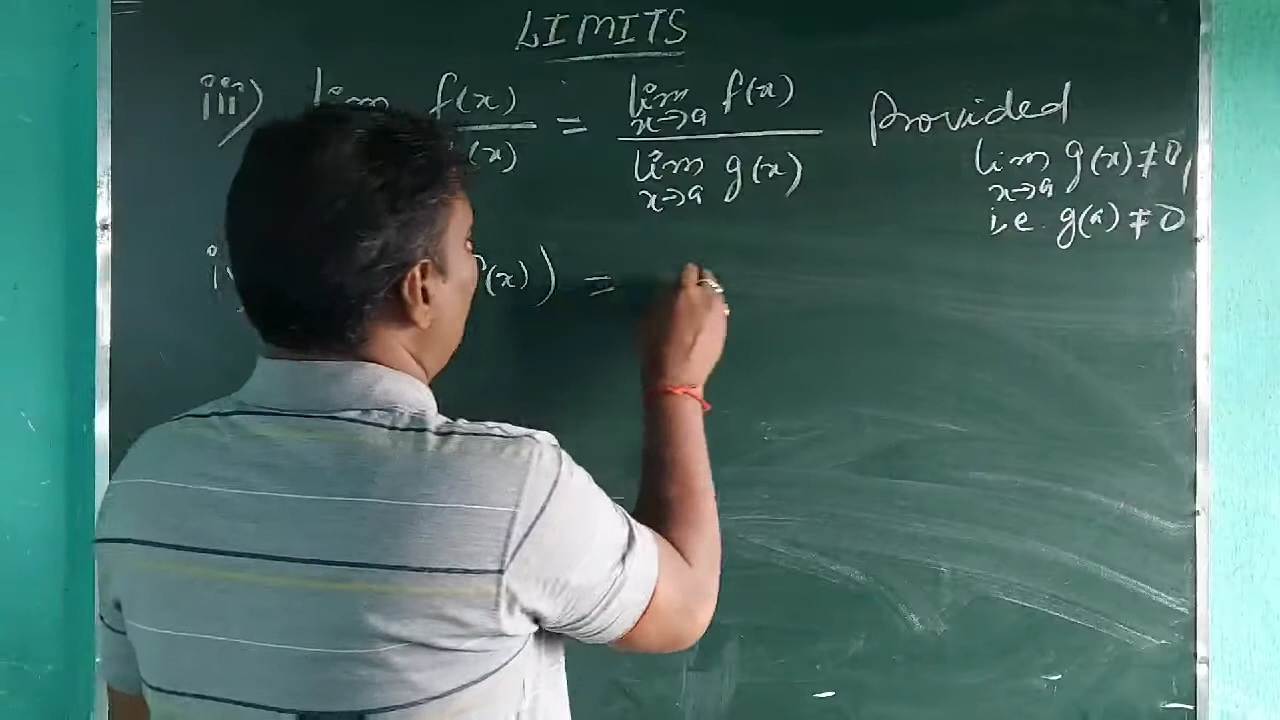 LIMITS
iii) lim f(x) / (x) = lim x→a f(x) / lim x→a g(x) Provided
lim x→a g(x) ≠ 0,
i.e. g(a) ≠ 0
(x) ) =